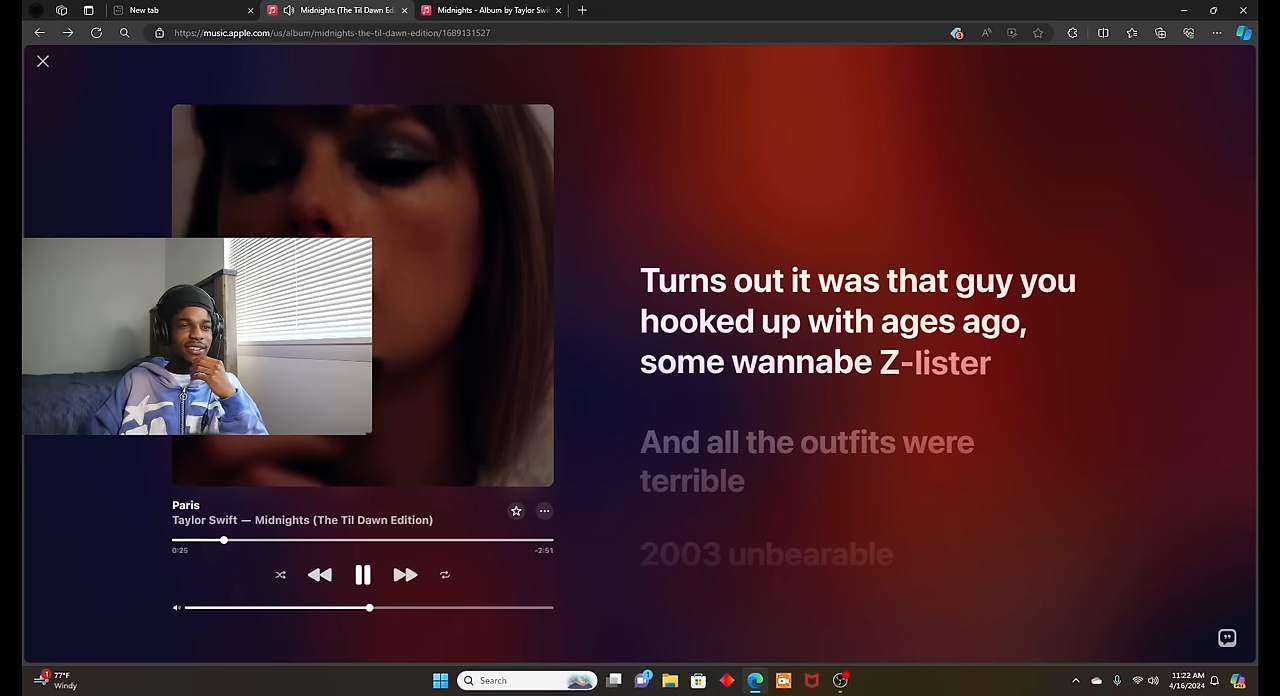 New tab
Midnights (The Til Dawn Ed
Midnights - Album by Taylor Sw
https://music.apple.com/us/album/midnights-the-til-dawn-edition/1689131527
Turns out it was that guy you
hooked up with ages ago,
some wannabe Z-lister
And all the outfits were
terrible
2003 unbearable
Paris
Taylor Swift — Midnights (The Til Dawn Edition)
0:25
-2:51
77°F
Windy
Search
11:22 AM
4/16/2024